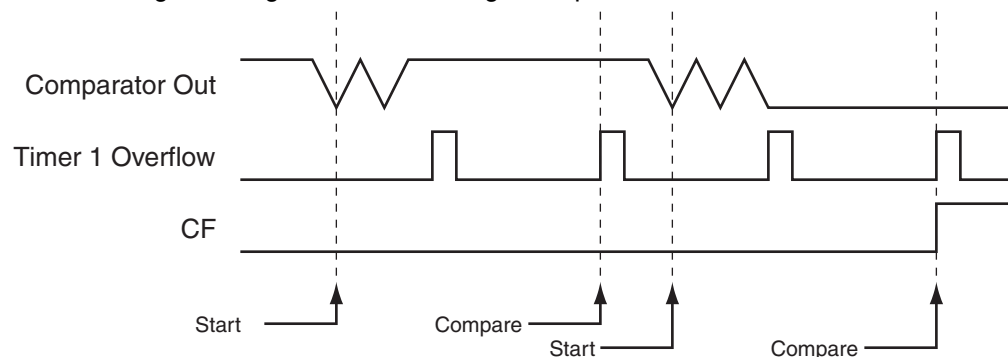 Comparator Out
Timer 1 Overflow
CF
Start
Compare
Start
Compare